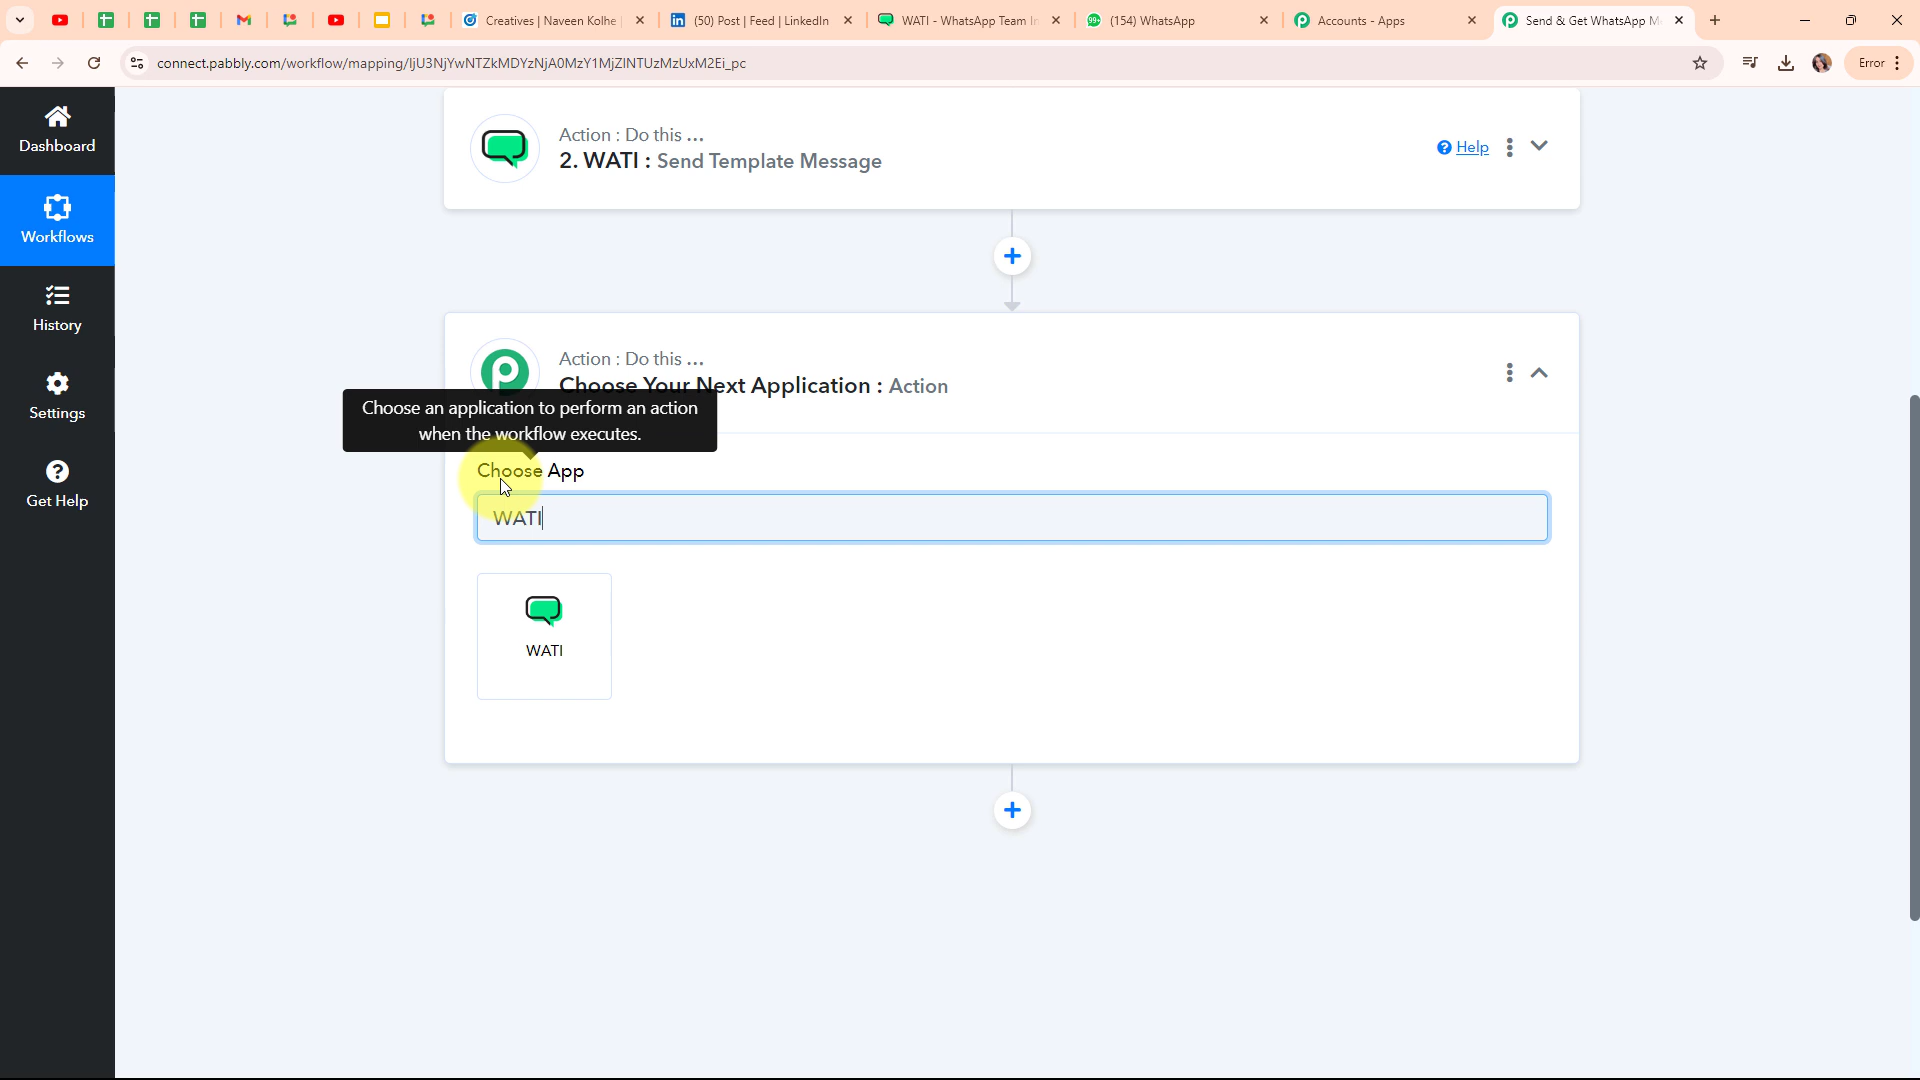 Creatives | Naveen Kolhe
(50) Post | Feed | LinkedIn
WATI - WhatsApp Team In
(154) WhatsApp
Accounts - Apps
Send & Get WhatsApp M
connect.pabbly.com/workflow/mapping/IjU3NjYwNTZkMDYzNjA0MzY1MjZlNTUzMzUxM2Ei_pc
Error
Dashboard
Workflows
History
Settings
Get Help
Action : Do this ...
2. WATI : Send Template Message
Help
Action : Do this ...
Choose Your Next Application : Action
Choose an application to perform an action
when the workflow executes.
Choose App
WATI
WATI